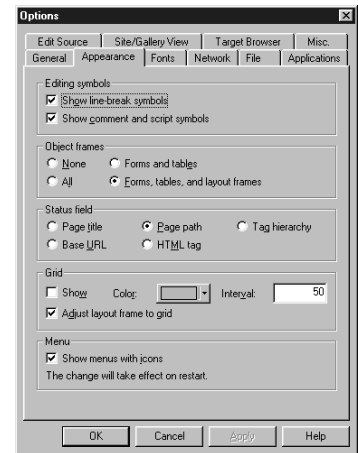 Options
Edit Source Site/Gallery View Target Browser Misc.
General Appearance Fonts Network File Applications
Editing symbols
Show line-break symbols
Show comment and script symbols
Object frames
None Forms and tables
All Forms, tables, and layout frames
Status field
Page title Page path Tag hierarchy
Base URL HTML tag
Grid
Show Color: Interval: 50
Adjust layout frame to grid
Menu
Show menus with icons
The change will take effect on restart.
OK Cancel Apply Help